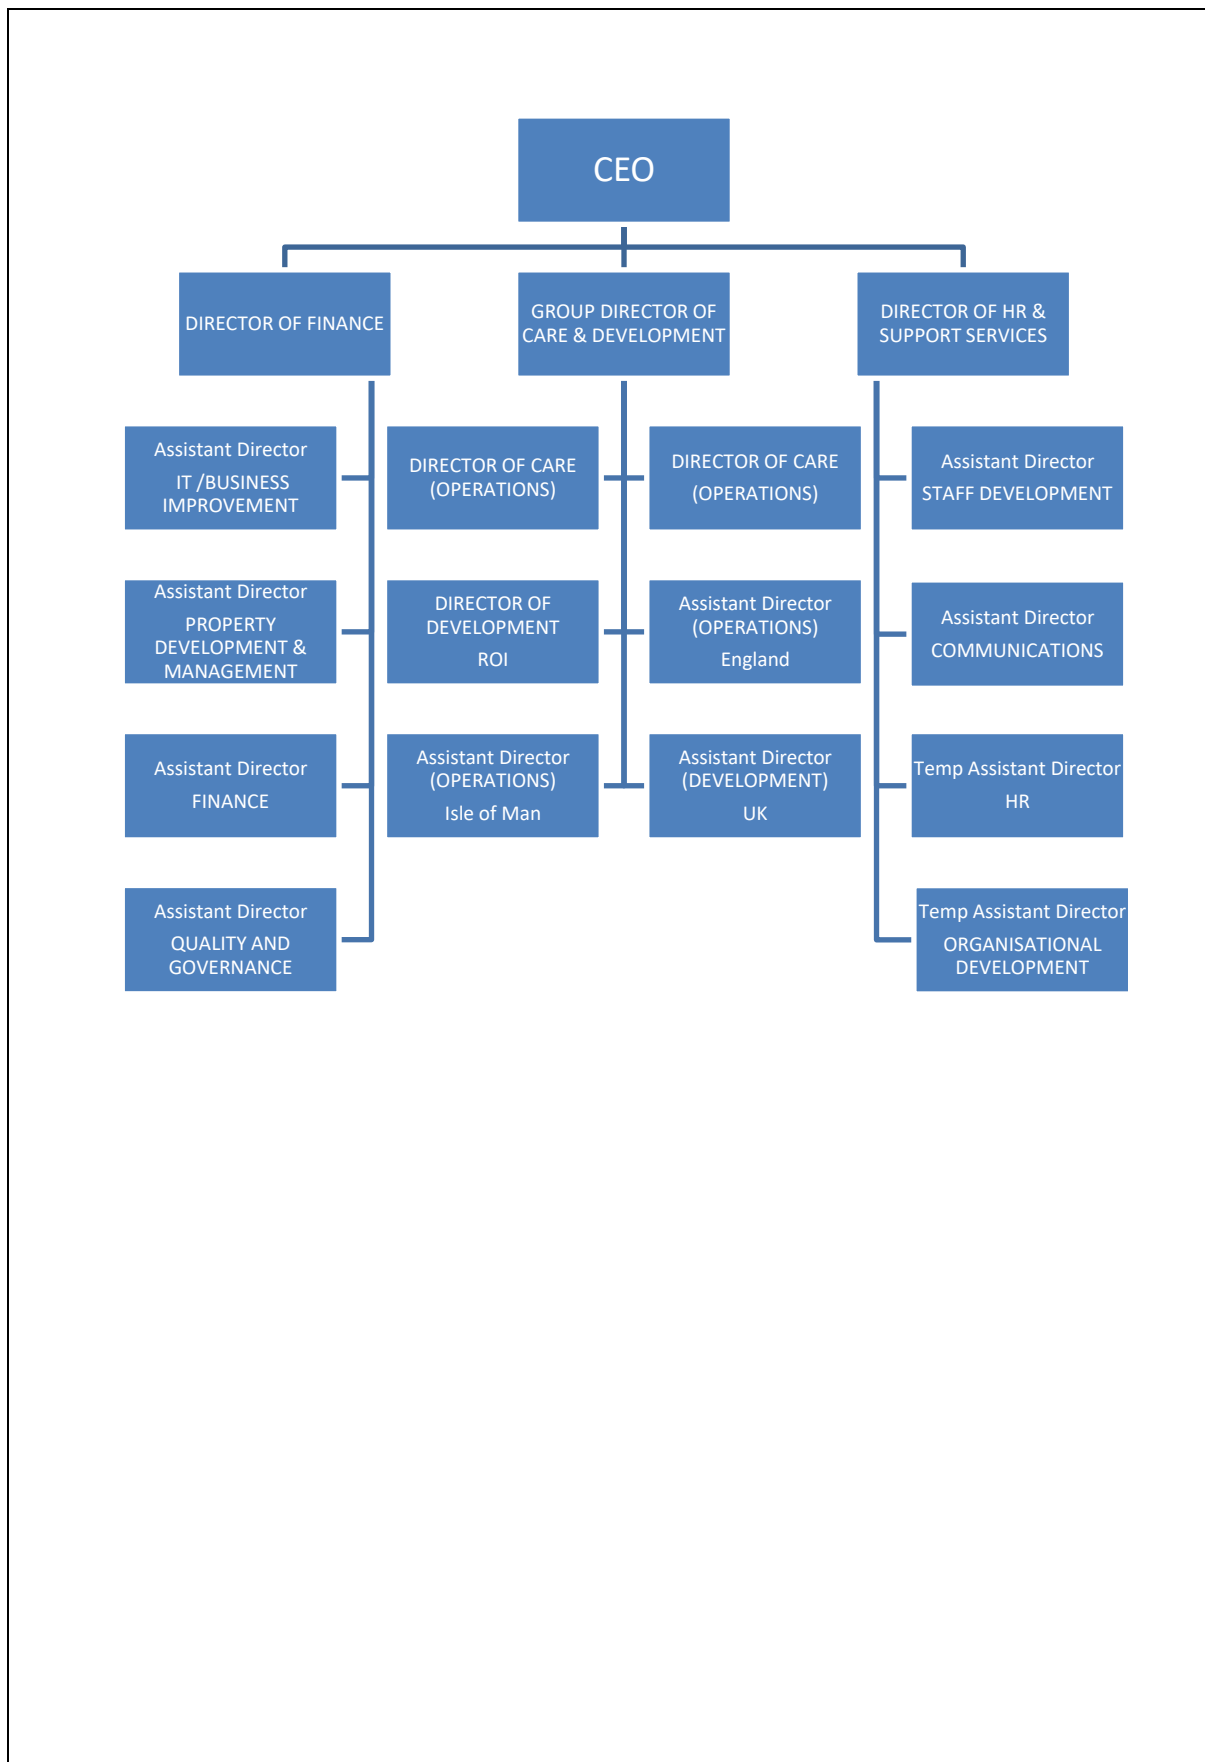 CEO
DIRECTOR OF FINANCE
GROUP DIRECTOR OF
CARE & DEVELOPMENT
DIRECTOR OF HR &
SUPPORT SERVICES
Assistant Director
IT /BUSINESS
IMPROVEMENT
Assistant Director
PROPERTY
DEVELOPMENT &
MANAGEMENT
Assistant Director
FINANCE
Assistant Director
QUALITY AND
GOVERNANCE
DIRECTOR OF CARE
(OPERATIONS)
DIRECTOR OF CARE
(OPERATIONS)
DIRECTOR OF
DEVELOPMENT
ROI
Assistant Director
(OPERATIONS)
England
Assistant Director
(OPERATIONS)
Isle of Man
Assistant Director
(DEVELOPMENT)
UK
Assistant Director
STAFF DEVELOPMENT
Assistant Director
COMMUNICATIONS
Temp Assistant Director
HR
Temp Assistant Director
ORGANISATIONAL
DEVELOPMENT